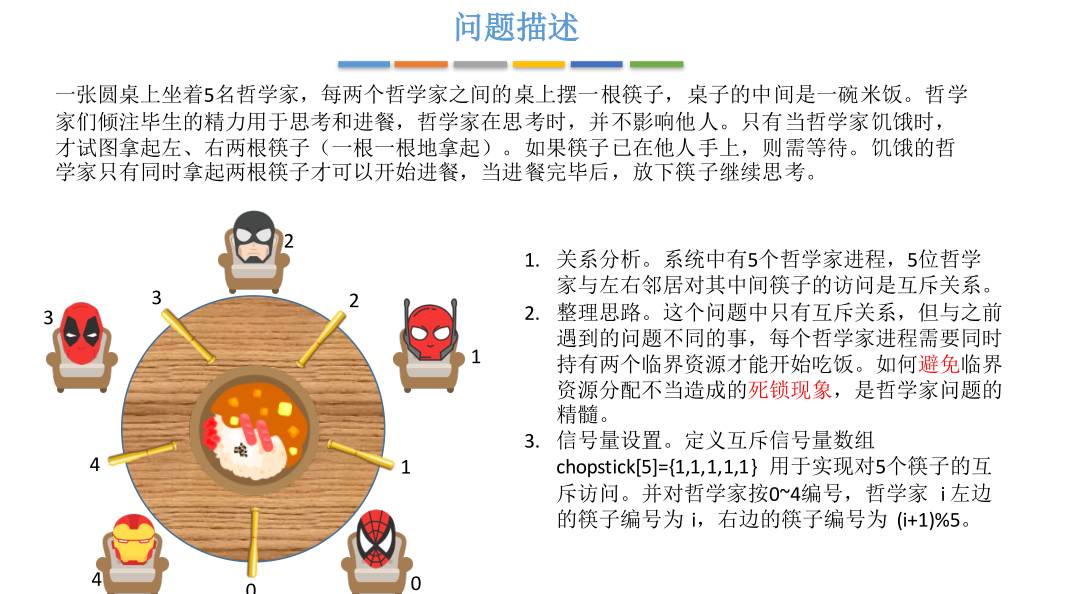 问题描述
一张圆桌上坐着5名哲学家，每两个哲学家之间的桌上摆一根筷子，桌子的中间是一碗米饭。哲学
家们倾注毕生的精力用于思考和进餐，哲学家在思考时，并不影响他人。只有当哲学家饥饿时，
才试图拿起左、右两根筷子（一根一根地拿起）。如果筷子已在他人手上，则需等待。饥饿的哲
学家只有同时拿起两根筷子才可以开始进餐，当进餐完毕后，放下筷子继续思考。
2
3
2
3
1
4
1
4
0
0
1. 关系分析。系统中有5个哲学家进程，5位哲学
家与左右邻居对其中间筷子的访问是互斥关系。
2. 整理思路。这个问题中只有互斥关系，但与之前
遇到的问题不同的事，每个哲学家进程需要同时
持有两个临界资源才能开始吃饭。如何避免临界
资源分配不当造成的死锁现象，是哲学家问题的
精髓。
3. 信号量设置。定义互斥信号量数组
chopstick[5]={1,1,1,1,1} 用于实现对5个筷子的互
斥访问。并对哲学家按0~4编号，哲学家 i 左边
的筷子编号为 i，右边的筷子编号为 (i+1)%5。